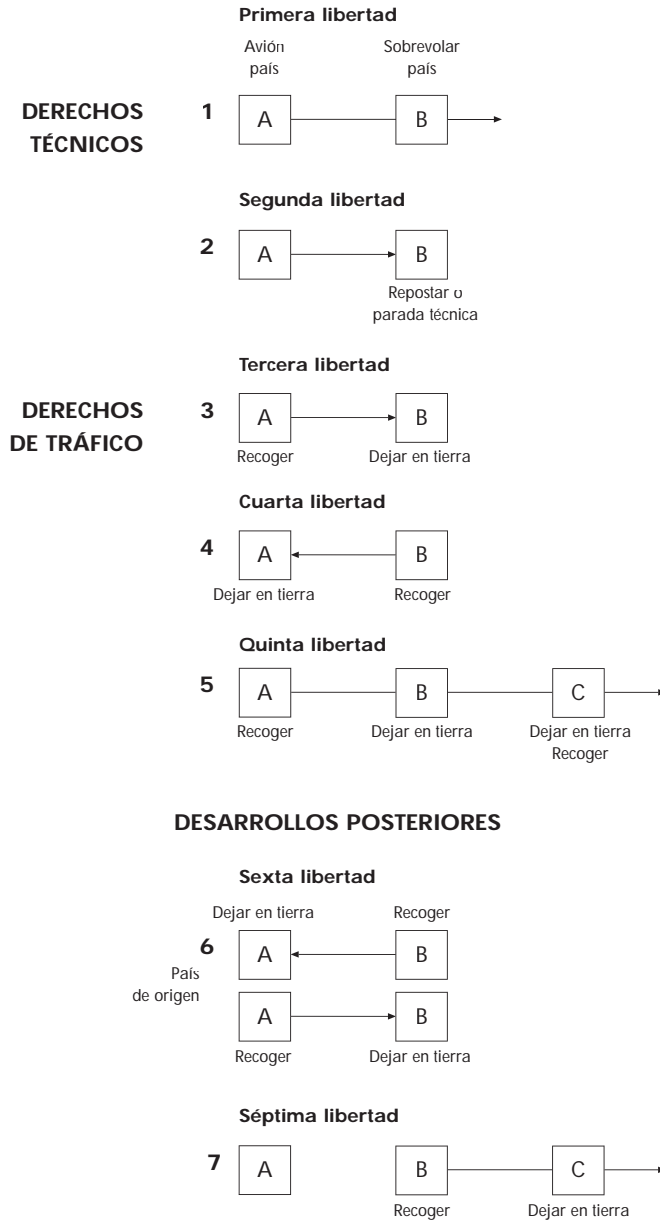 Primera libertad
Avión Sobrevolar
país país
DERECHOS
TÉCNICOS
1 A B
Segunda libertad
2 A B
Repostar o
parada técnica
Tercera libertad
DERECHOS
DE TRÁFICO
3 A B
Recoger Dejar en tierra
Cuarta libertad
4 A B
Dejar en tierra Recoger
Quinta libertad
5 A B C
Recoger Dejar en tierra Dejar en tierra
Recoger
DESARROLLOS POSTERIORES
Sexta libertad
Dejar en tierra Recoger
6 A B
País
de origen
A B
Recoger Dejar en tierra
Séptima libertad
7 A B C
Recoger Dejar en tierra